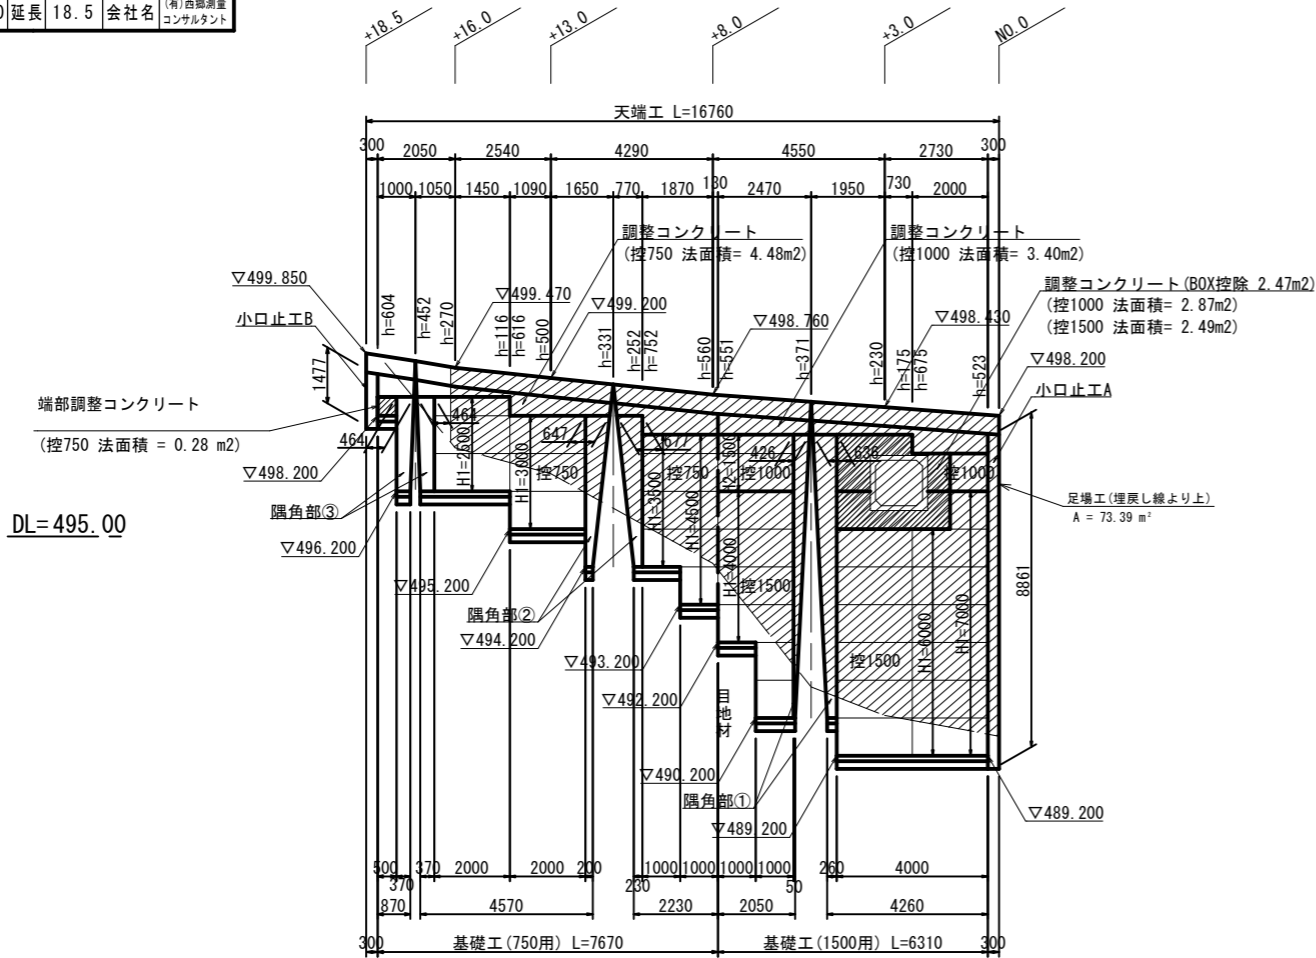 延長 18.5 会社名 (有)西郷測量
コンサルタント
+18.5 +16.0 +13.0 +8.0 +3.0 NO.0
天端工 L=16760
300 2050 2540 4290 4550 2730 300
1000 1050 1450 1090 1650 770 1870 130 2470 1950 730 2000
調整コンクリート
(控750 法面積= 4.48m2)
調整コンクリート
(控1000 法面積= 3.40m2)
調整コンクリート(BOX控除 2.47m2)
(控1000 法面積= 2.87m2)
(控1500 法面積= 2.49m2)
▽499.850
▽499.470
▽499.200
▽498.760
▽498.430
▽498.200
小口止工B
小口止工A
h=604
h=452
h=270
h=116
h=616
h=500
h=331
h=252
h=752
h=560
h=551
h=371
h=230
h=175
h=675
h=523
1477
端部調整コンクリート
(控750 法面積 = 0.28 m2)
464
464
647
677
426
636
▽498.200
H1=2500
H1=3000
H1=3500
H1=4500
H2=1500
H1=4000
H1=6000
H1=7000
控750
控750
控1000
控1000
控1500
控1500
足場工(埋戻し線より上)
A = 73.39 m²
8861
DL=495.00
隅角部③
▽496.200
▽495.200
隅角部②
▽494.200
▽493.200
▽492.200
目地材
▽490.200
隅角部①
▽489.200
▽489.200
500 370 2000 2000 200 1000 1000 1000 1000 260 4000
370 230 50
870 4570 2230 2050 4260
300 基礎工(750用) L=7670 基礎工(1500用) L=6310 300